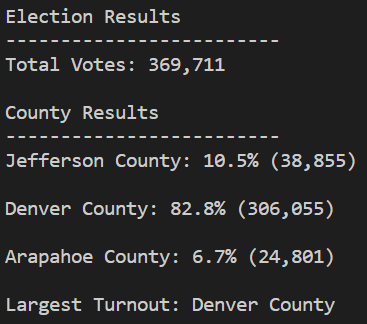 Election Results
-------------------------
Total Votes: 369,711
County Results
-------------------------
Jefferson County: 10.5% (38,855)
Denver County: 82.8% (306,055)
Arapahoe County: 6.7% (24,801)
Largest Turnout: Denver County